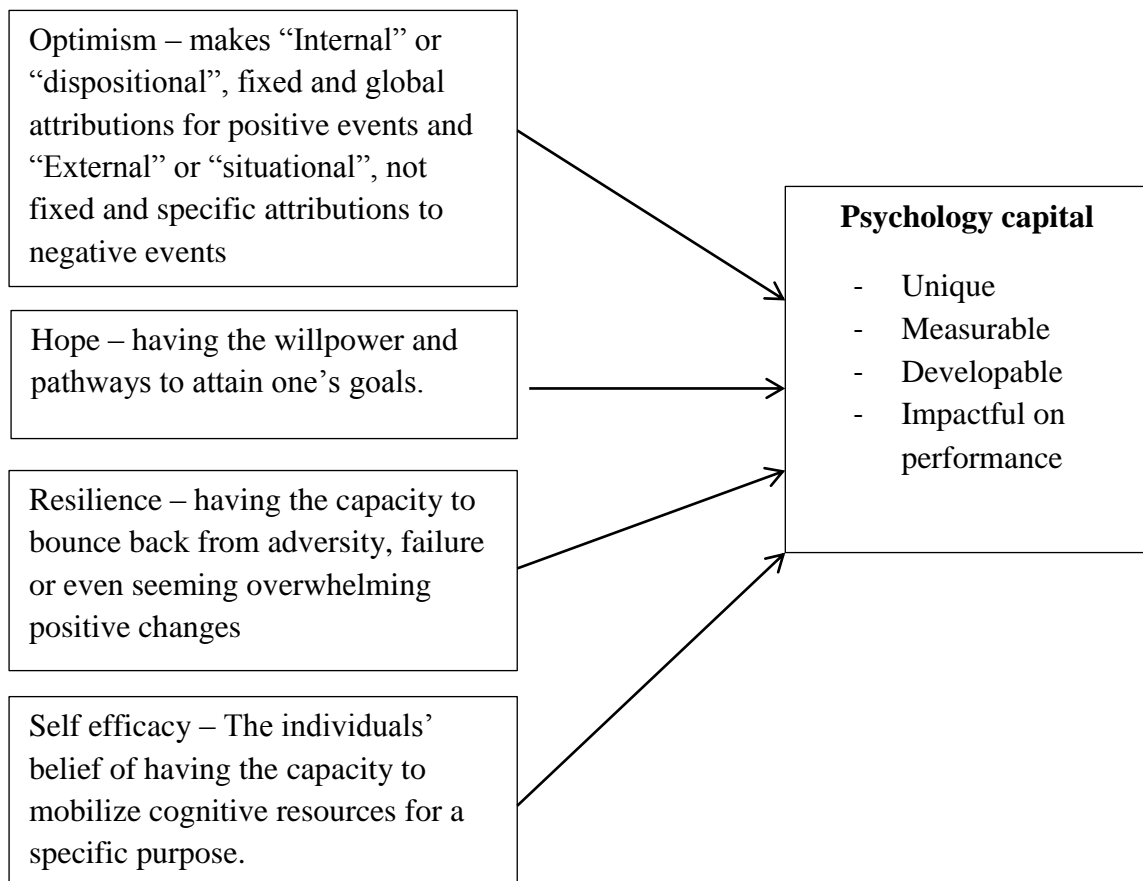 Optimism – makes “Internal” or
“dispositional”, fixed and global
attributions for positive events and
“External” or “situational”, not
fixed and specific attributions to
negative events
Hope – having the willpower and
pathways to attain one’s goals.
Resilience – having the capacity to
bounce back from adversity, failure
or even seeming overwhelming
positive changes
Self efficacy – The individuals’
belief of having the capacity to
mobilize cognitive resources for a
specific purpose.
Psychology capital
- Unique
- Measurable
- Developable
- Impactful on
performance